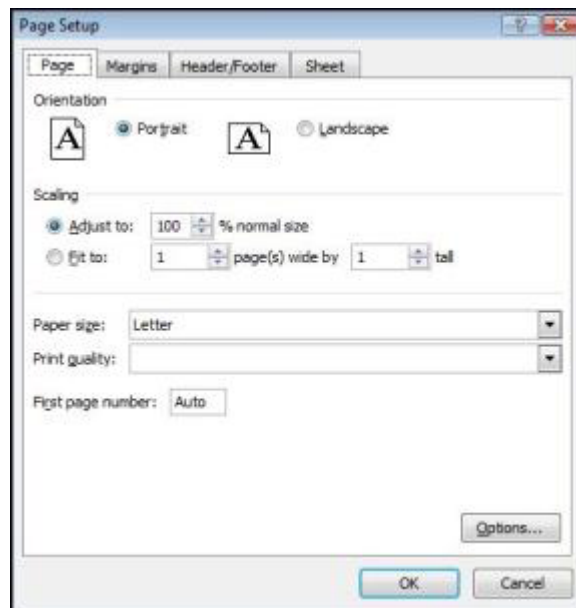 Page Setup
Page Margins Header/Footer Sheet
Orientation
A Portrait A Landscape
Scaling
Adjust to: 100 % normal size
Fit to: 1 page(s) wide by 1 tall
Paper size: Letter
Print quality:
First page number: Auto
Options...
OK Cancel